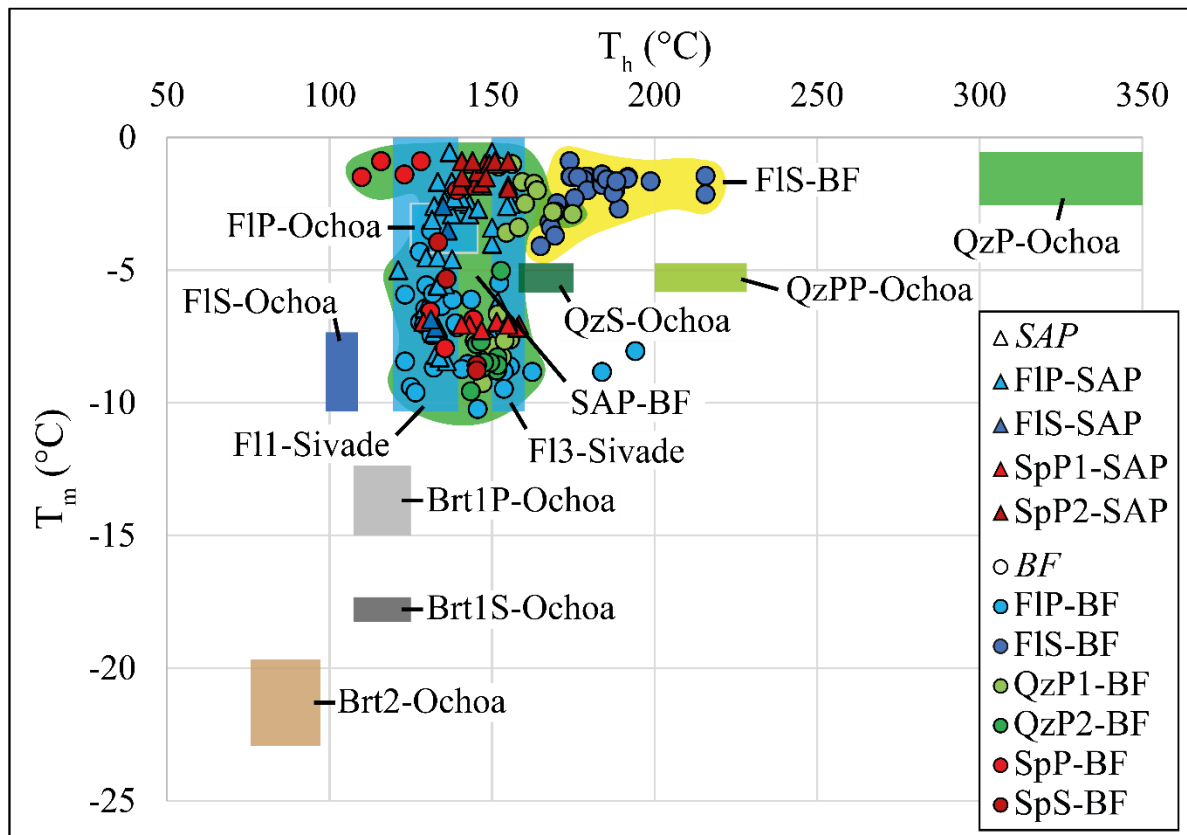 T_h (°C)
50 100 150 200 250 300 350
0
-5
-10
-15
-20
-25
T_m (°C)
FlS-BF
FlP-Ochoa
QzP-Ochoa
FlS-Ochoa
QzS-Ochoa
QzPP-Ochoa
SAP-BF
Fl1-Sivade
Fl3-Sivade
Brt1P-Ochoa
Brt1S-Ochoa
Brt2-Ochoa
SAP
FlP-SAP
FlS-SAP
SpP1-SAP
SpP2-SAP
BF
FlP-BF
FlS-BF
QzP1-BF
QzP2-BF
SpP-BF
SpS-BF